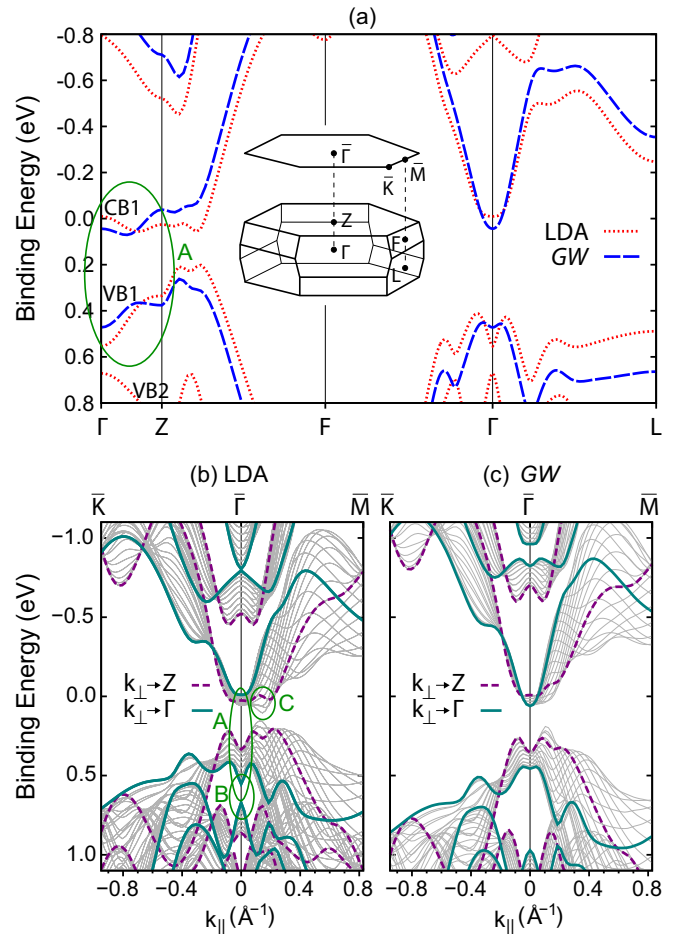 (a)
-0.8
-0.6
-0.4
-0.2
0.0
0.2
0.4
0.6
0.8
Binding Energy (eV)
CB1
A
VB1
VB2
Γ̅
K̅
M̅
Z
Γ
F
L
LDA
GW
Γ
Z
F
Γ
L
(b) LDA
(c) GW
K̅
Γ̅
M̅
K̅
Γ̅
M̅
-1.0
-0.5
0.0
0.5
1.0
Binding Energy (eV)
k⊥→Z
k⊥→Γ
A
B
C
k⊥→Z
k⊥→Γ
-0.8 -0.4 0 0.4 0.8
-0.8 -0.4 0 0.4 0.8
k|| (Å⁻¹)
k|| (Å⁻¹)